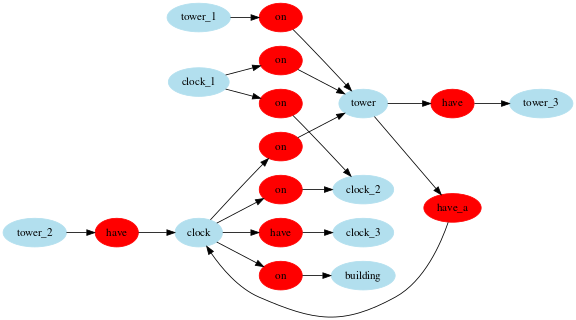 tower_1
on
clock_1
on
on
tower
have
tower_3
on
on
clock_2
have_a
tower_2
have
clock
have
clock_3
on
building